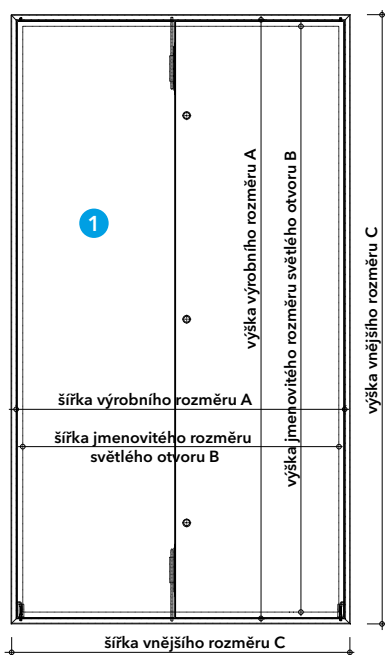 1
výška výrobního rozměru A
výška jmenovitého rozměru světlého otvoru B
výška vnějšího rozměru C
šířka výrobního rozměru A
šířka jmenovitého rozměru
světlého otvoru B
šířka vnějšího rozměru C